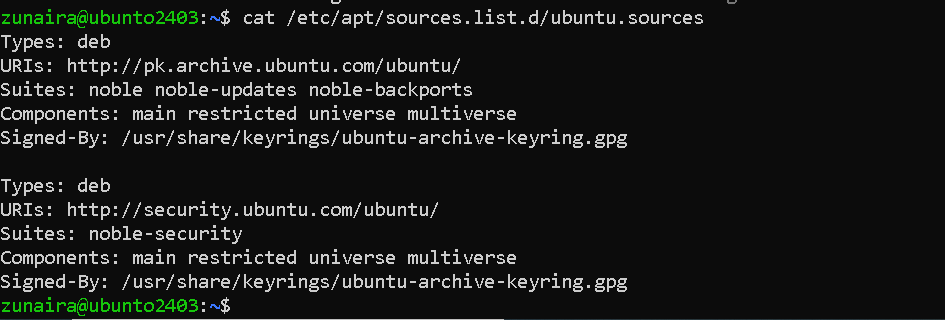 zunaira@ubunto2403:~$ cat /etc/apt/sources.list.d/ubuntu.sources
Types: deb
URIs: http://pk.archive.ubuntu.com/ubuntu/
Suites: noble noble-updates noble-backports
Components: main restricted universe multiverse
Signed-By: /usr/share/keyrings/ubuntu-archive-keyring.gpg

Types: deb
URIs: http://security.ubuntu.com/ubuntu/
Suites: noble-security
Components: main restricted universe multiverse
Signed-By: /usr/share/keyrings/ubuntu-archive-keyring.gpg
zunaira@ubunto2403:~$